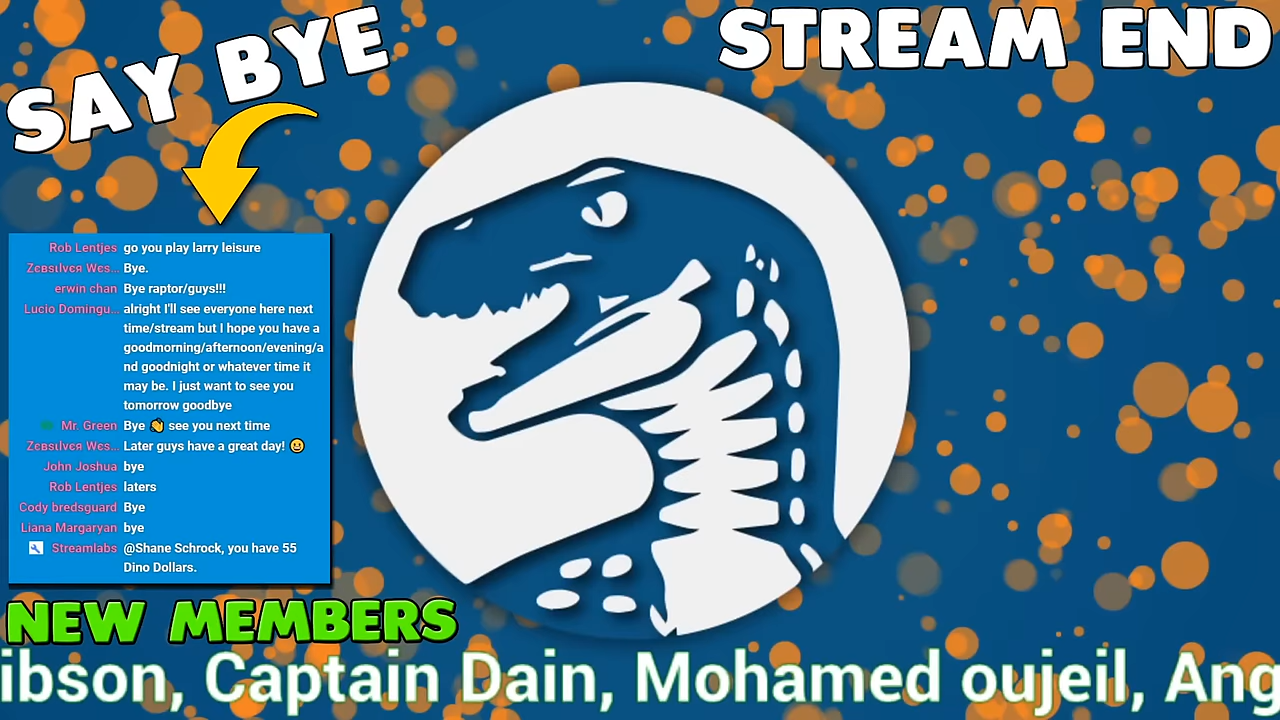 SAY BYE
STREAM END
Rob Lentjes go you play larry leisure
Zєвsιlvєя Wєs... Bye.
erwin chan Bye raptor/guys!!!
Lucio Domingu... alright I'll see everyone here next
time/stream but I hope you have a
goodmorning/afternoon/evening/a
nd goodnight or whatever time it
may be. I just want to see you
tomorrow goodbye
Mr. Green Bye 👏 see you next time
Zєвsιlvєя Wєs... Later guys have a great day! 😀
John Joshua bye
Rob Lentjes laters
Cody bredsguard Bye
Liana Margaryan bye
Streamlabs @Shane Schrock, you have 55
Dino Dollars.
NEW MEMBERS
ibson, Captain Dain, Mohamed oujeil, Ang